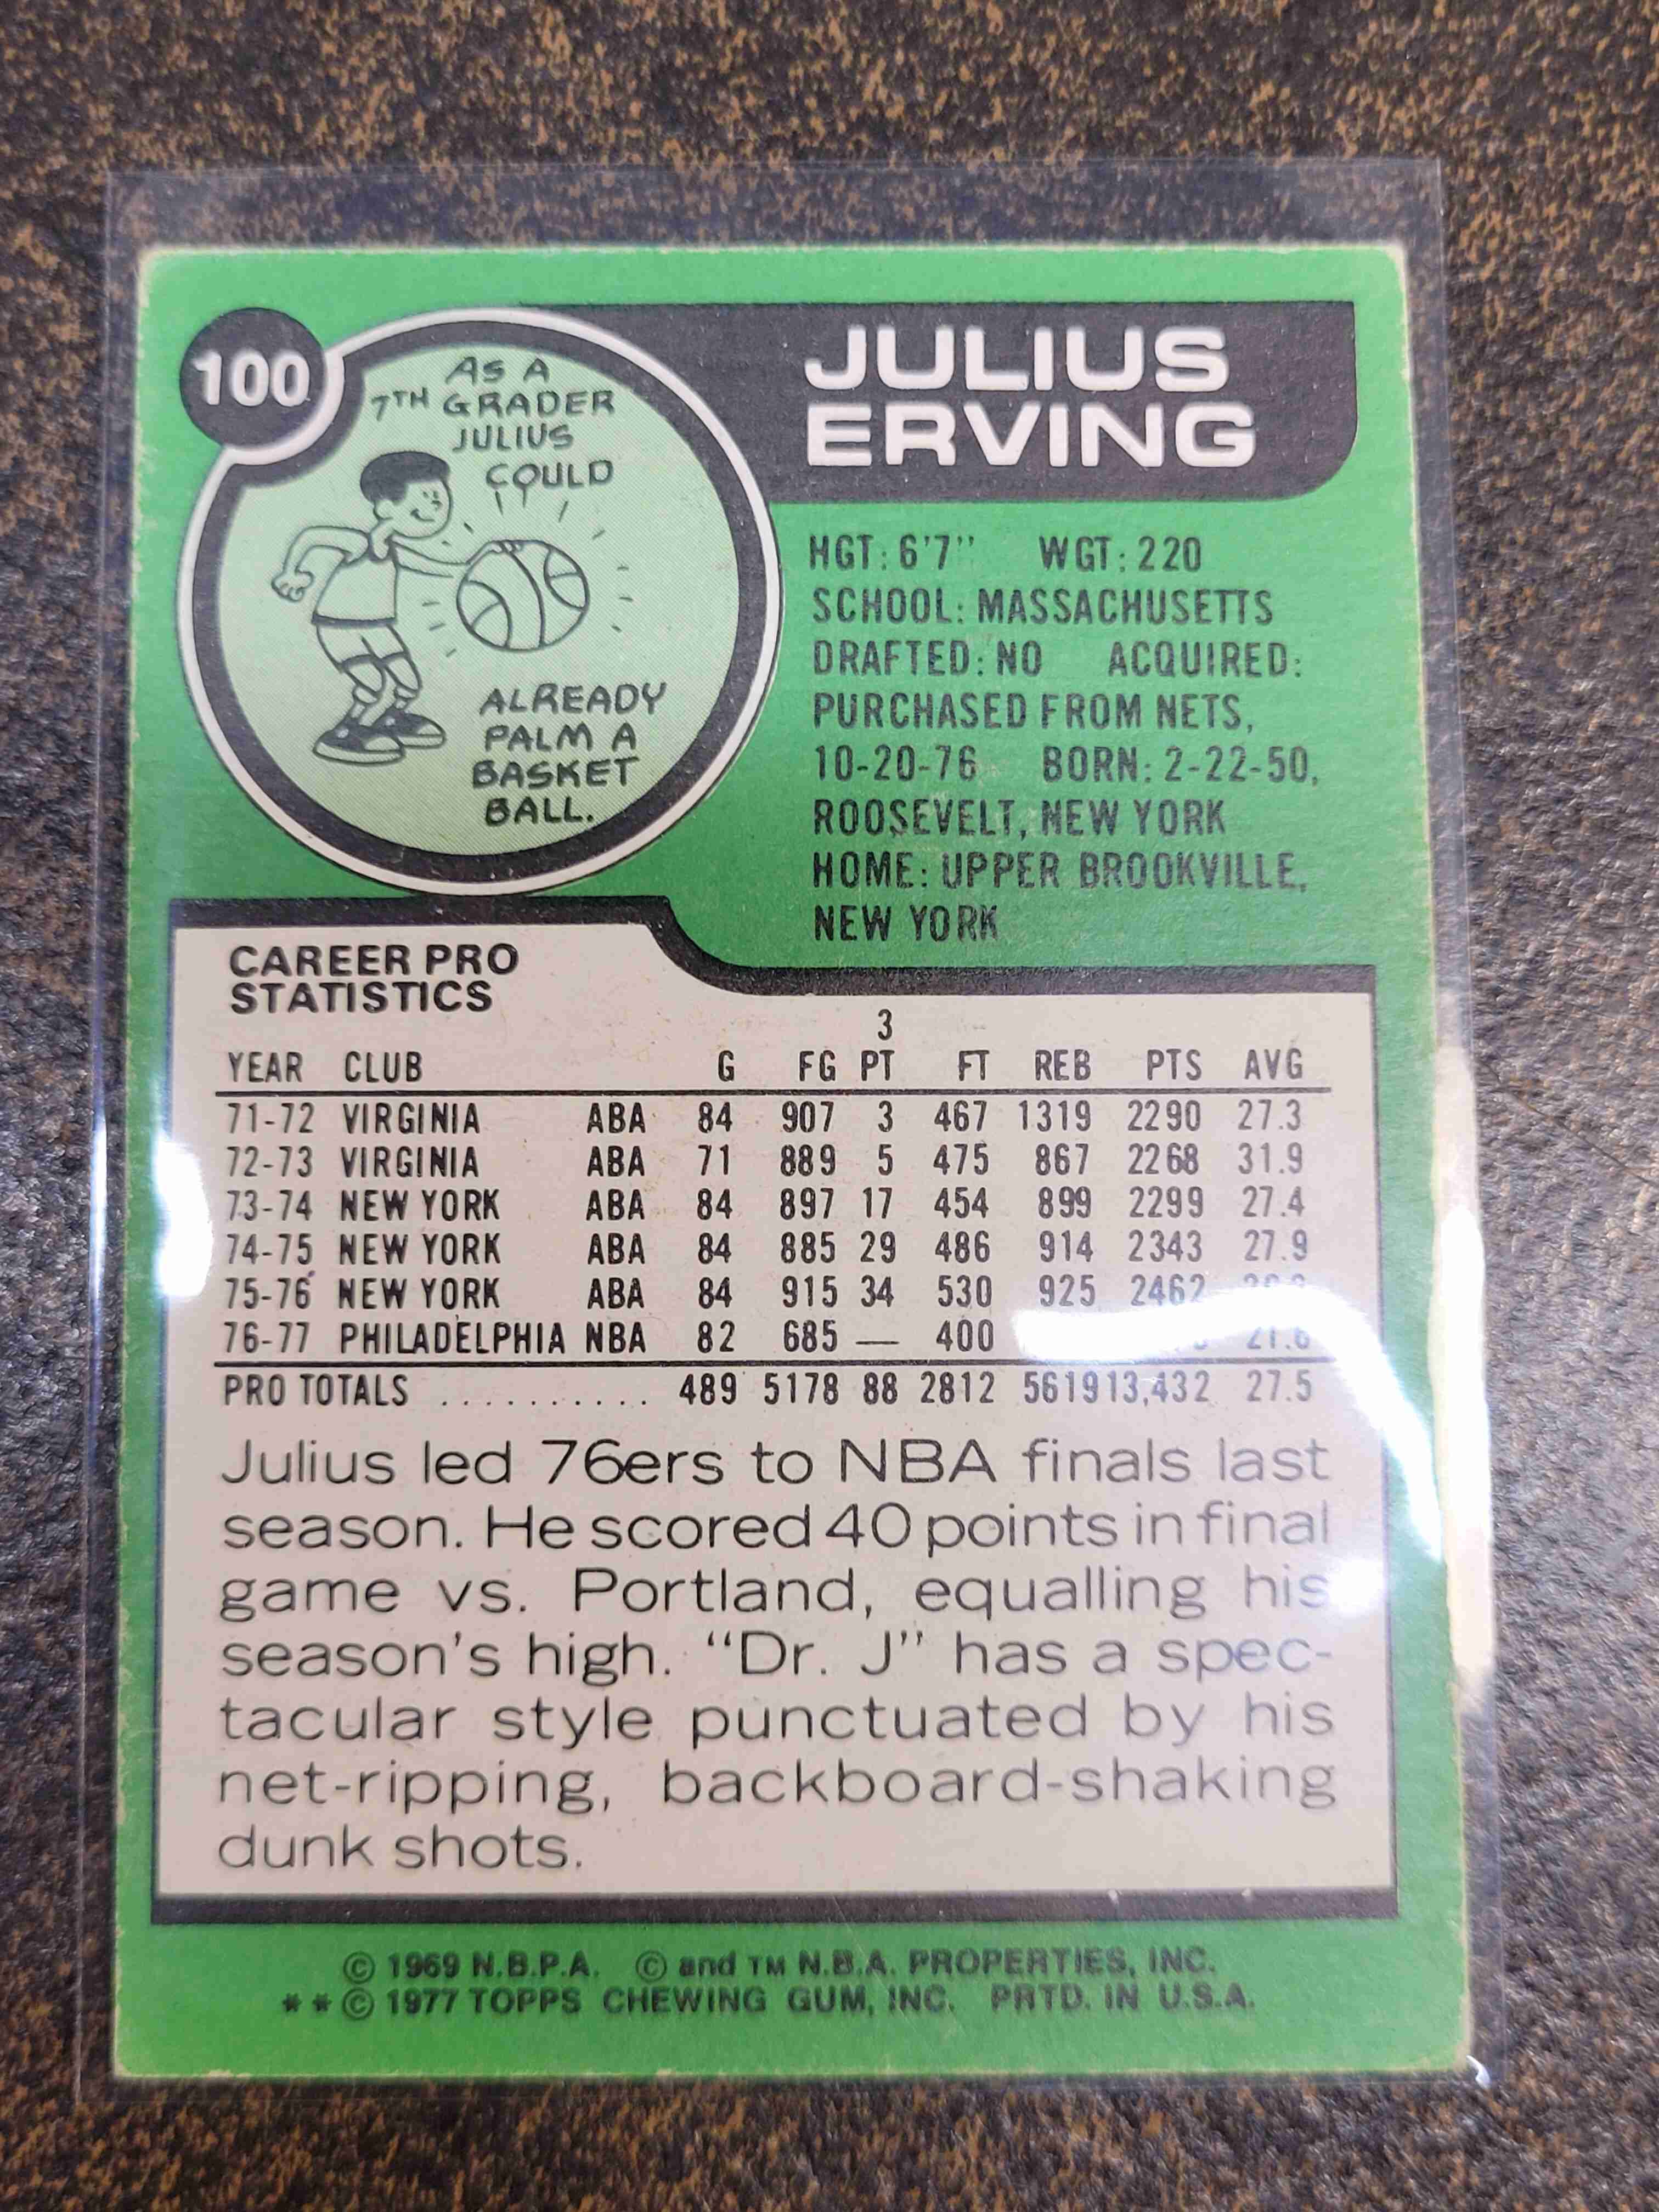 100
AS A
7TH GRADER
JULIUS
COULD
ALREADY
PALM A
BASKET
BALL.
JULIUS
ERVING
HGT: 6'7" WGT: 220
SCHOOL: MASSACHUSETTS
DRAFTED: NO ACQUIRED:
PURCHASED FROM NETS,
10-20-76 BORN: 2-22-50,
ROOSEVELT, NEW YORK
HOME: UPPER BROOKVILLE,
NEW YORK
CAREER PRO
STATISTICS
3
YEAR CLUB G FG PT FT REB PTS AVG
71-72 VIRGINIA ABA 84 907 3 467 1319 2290 27.3
72-73 VIRGINIA ABA 71 889 5 475 867 2268 31.9
73-74 NEW YORK ABA 84 897 17 454 899 2299 27.4
74-75 NEW YORK ABA 84 885 29 486 914 2343 27.9
75-76 NEW YORK ABA 84 915 34 530 925 2462
76-77 PHILADELPHIA NBA 82 685 — 400 21.6
PRO TOTALS .......... 489 5178 88 2812 5619 13,432 27.5
Julius led 76ers to NBA finals last
season. He scored 40 points in final
game vs. Portland, equalling his
season's high. "Dr. J" has a spec-
tacular style punctuated by his
net-ripping, backboard-shaking
dunk shots.
© 1969 N.B.P.A. © and TM N.B.A. PROPERTIES, INC.
** © 1977 TOPPS CHEWING GUM, INC. PRTD. IN U.S.A.